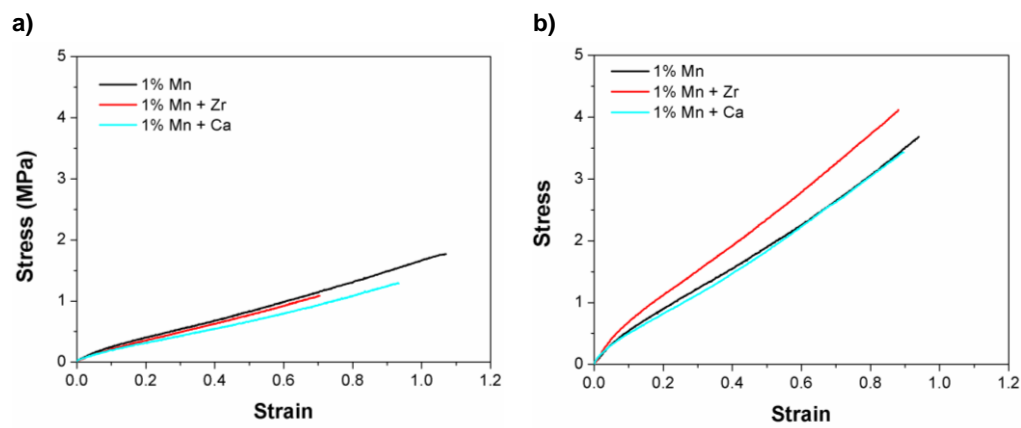 a)
5
4
3
2
1
0
Stress (MPa)
1% Mn
1% Mn + Zr
1% Mn + Ca
0.0 0.2 0.4 0.6 0.8 1.0 1.2
Strain
b)
5
4
3
2
1
0
Stress
1% Mn
1% Mn + Zr
1% Mn + Ca
0.0 0.2 0.4 0.6 0.8 1.0 1.2
Strain